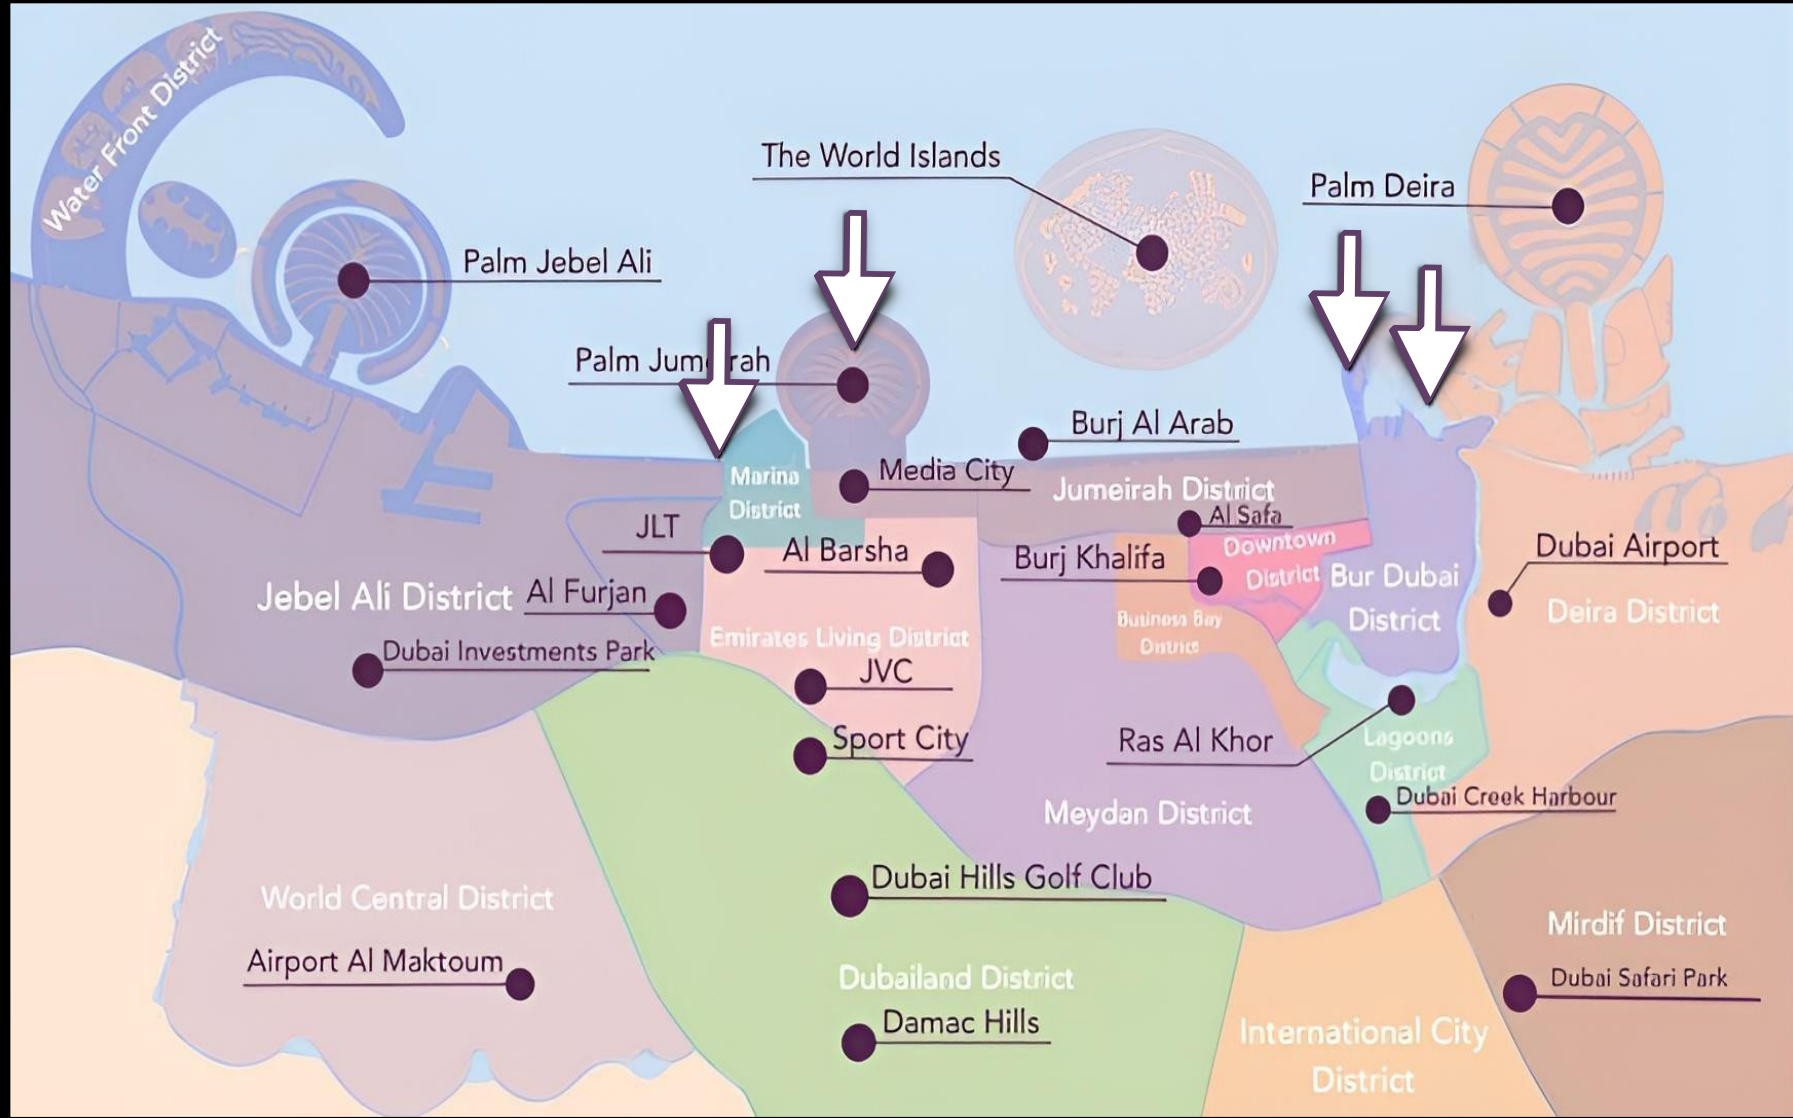 Water Front District
The World Islands
Palm Deira
Palm Jebel Ali
Palm Jumeirah
Burj Al Arab
Marina
District
Media City
Jumeirah District
Al Safa
JLT
Al Barsha
Burj Khalifa
Downtown
District
Bur Dubai
District
Dubai Airport
Deira District
Jebel Ali District
Al Furjan
Business Bay
District
Emirates Living District
Dubai Investments Park
JVC
Sport City
Ras Al Khor
Lagoons
District
Dubai Creek Harbour
Meydan District
Dubai Hills Golf Club
World Central District
Mirdif District
Airport Al Maktoum
Dubailand District
Dubai Safari Park
Damac Hills
International City
District